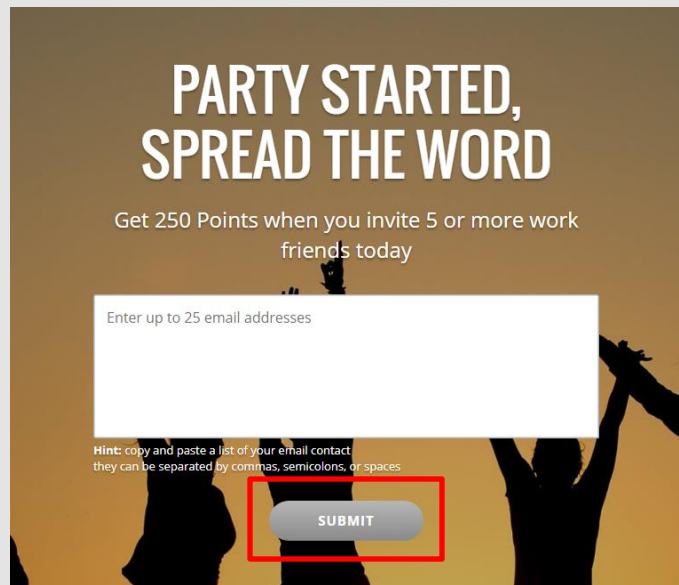 PARTY STARTED,
SPREAD THE WORD
Get 250 Points when you invite 5 or more work
friends today
Enter up to 25 email addresses
Hint: copy and paste a list of your email contact
they can be separated by commas, semicolons, or spaces
SUBMIT